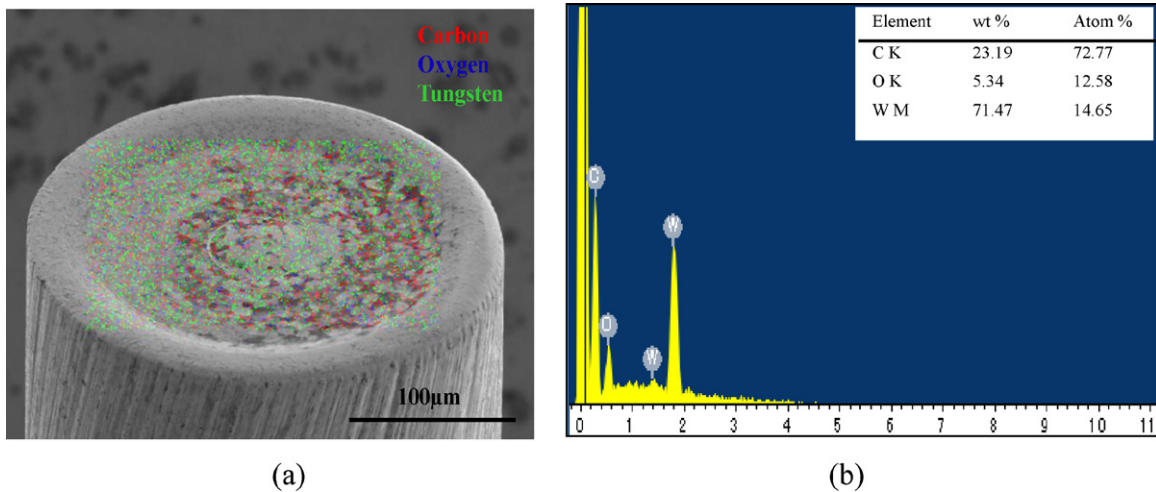 Carbon
Oxygen
Tungsten
100μm
(a)
Element wt % Atom %
C K 23.19 72.77
O K 5.34 12.58
W M 71.47 14.65
C
O
W
W
0 1 2 3 4 5 6 7 8 9 10 11
(b)